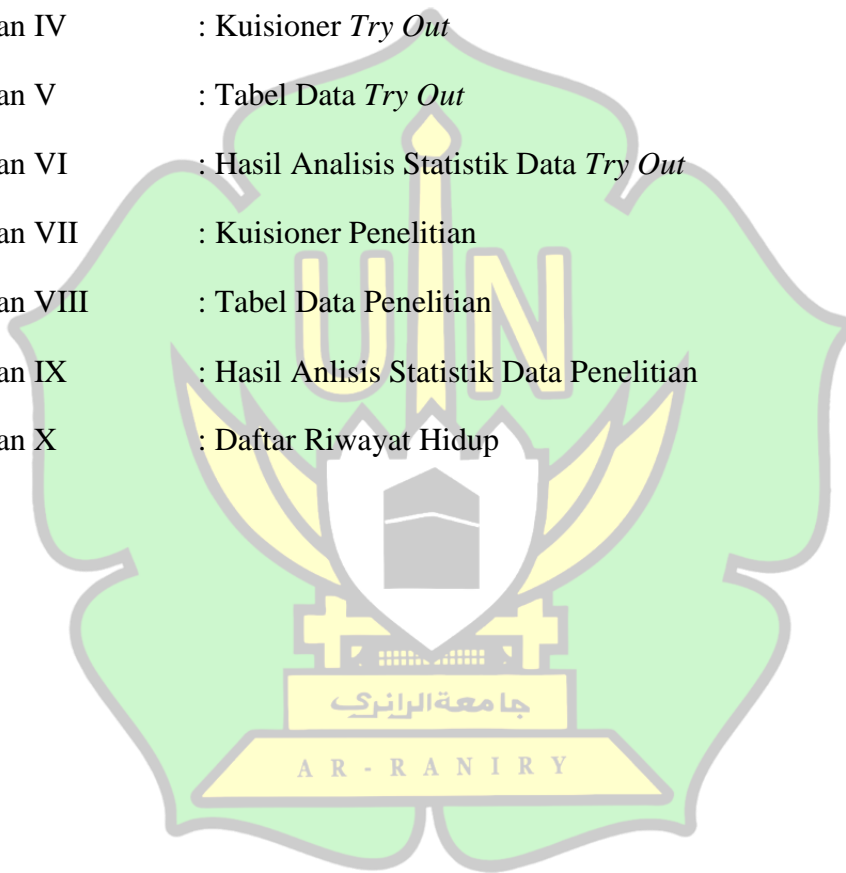 an IV : Kuisioner Try Out
an V : Tabel Data Try Out
an VI : Hasil Analisis Statistik Data Try Out
an VII : Kuisioner Penelitian
an VIII : Tabel Data Penelitian
an IX : Hasil Anlisis Statistik Data Penelitian
an X : Daftar Riwayat Hidup
UIN
جامعة الرانري
AR-RANIRY